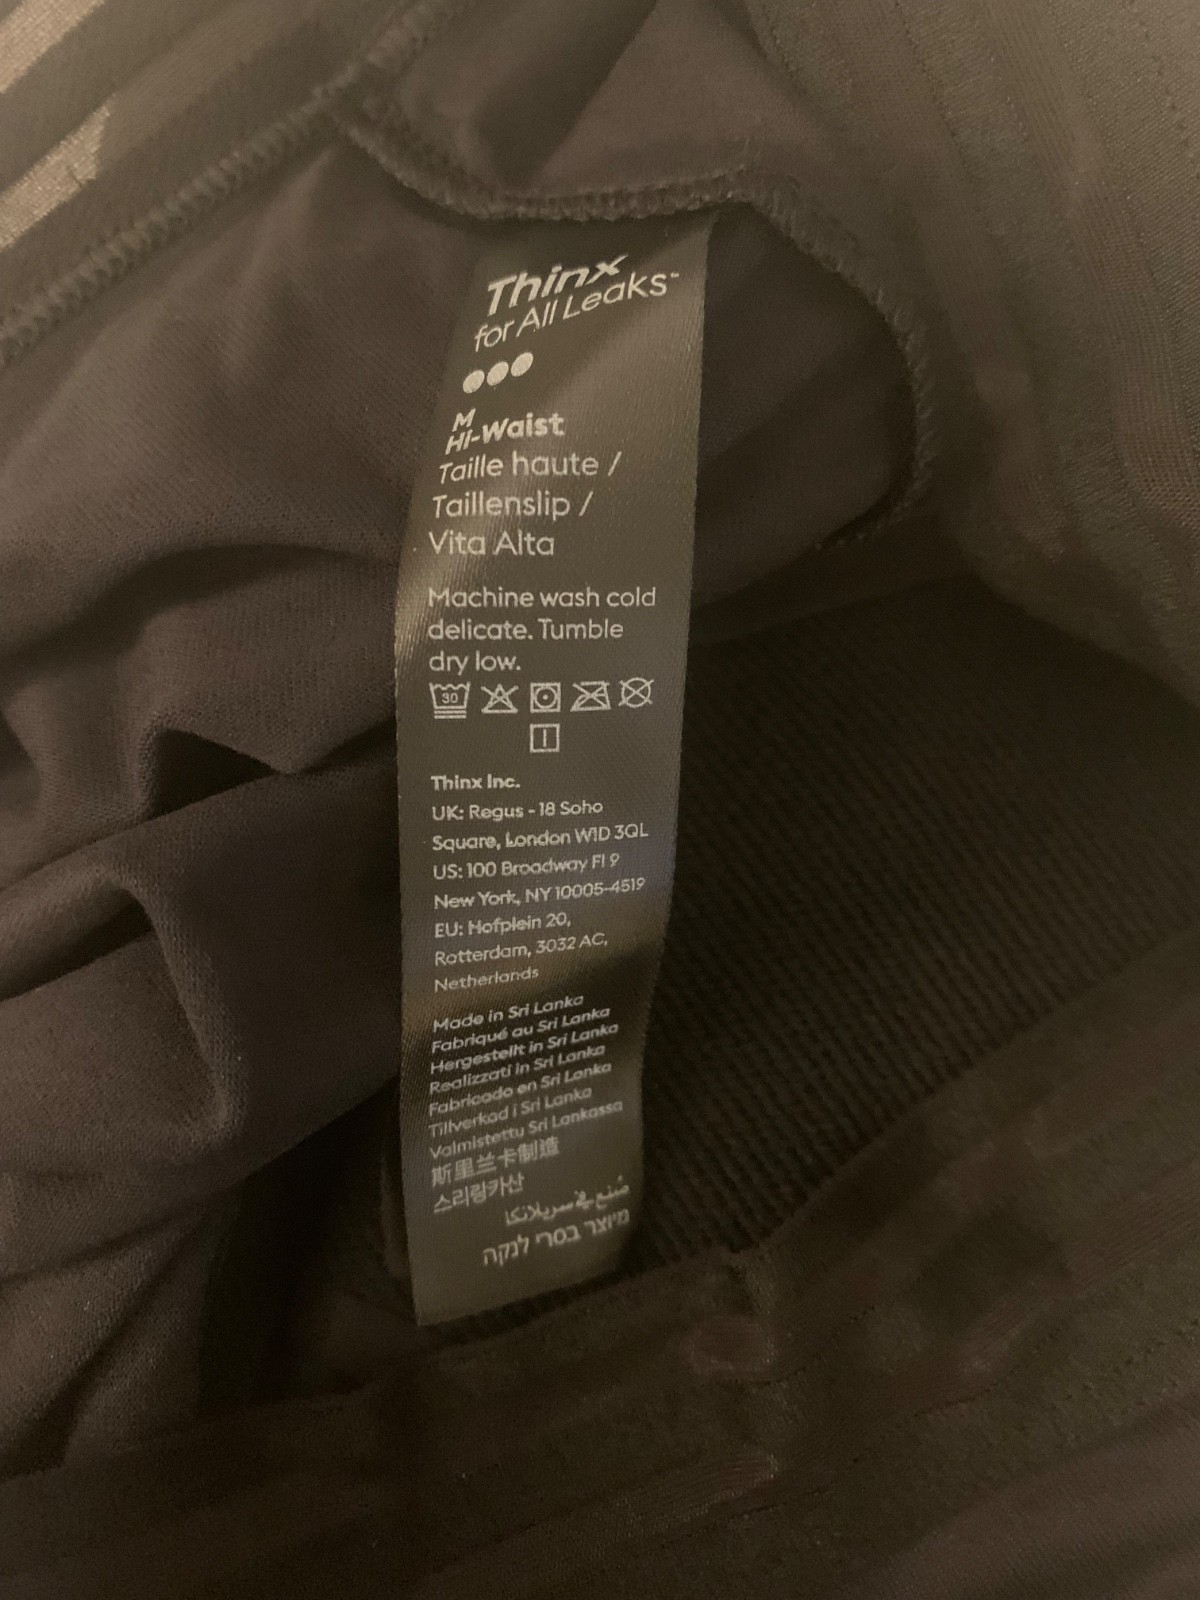 Thinx
for All Leaks™
M
Hi-Waist
Taille haute /
Taillenslip /
Vita Alta
Machine wash cold
delicate. Tumble
dry low.
30
Thinx Inc.
UK: Regus - 18 Soho
Square, London W1D 3QL
US: 100 Broadway Fl 9
New York, NY 10005-4519
EU: Hofplein 20,
Rotterdam, 3032 AC,
Netherlands
Made in Sri Lanka
Fabriqué au Sri Lanka
Hergestellt in Sri Lanka
Realizzati in Sri Lanka
Fabricado en Sri Lanka
Tillverkad i Sri Lanka
Valmistettu Sri Lankassa
斯里兰卡制造
스리랑카산
صُنع في سريلانكا
מיוצר בסרי לנקה